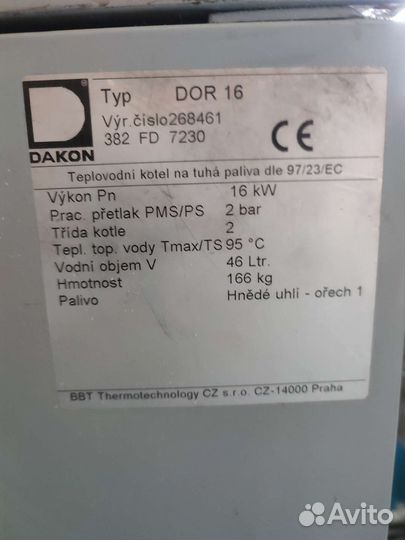 Typ DOR 16
Výr.číslo268461
382 FD 7230
CE
DAKON
Teplovodní kotel na tuhá paliva dle 97/23/EC
Výkon Pn 16 kW
Prac. přetlak PMS/PS 2 bar
Třída kotle 2
Tepl. top. vody Tmax/TS 95 °C
Vodní objem V 46 Ltr.
Hmotnost 166 kg
Palivo Hnědé uhlí - ořech 1
BBT Thermotechnology CZ s.r.o. CZ-14000 Praha
Avito